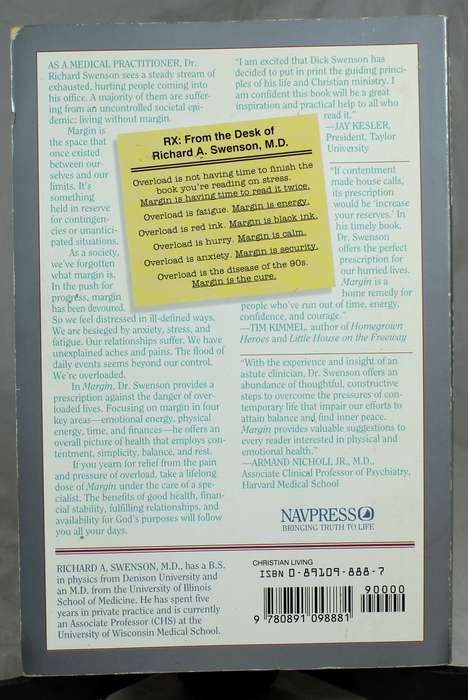 AS A MEDICAL PRACTITIONER, Dr.
Richard Swenson sees a steady stream of
exhausted, hurting people coming into
his office. A majority of them are suffer-
ing from an uncontrolled societal epi-
demic: living without margin.
Margin is
the space that
once existed
between our-
selves and our
limits. It's
something
held in reserve
for contingen-
cies or unantici-
pated situations.
As a society,
we've forgotten
what margin is.
In the push for
progress, margin
has been devoured.
So we feel distressed in ill-defined ways.
We are besieged by anxiety, stress, and
fatigue. Our relationships suffer. We have
unexplained aches and pains. The flood of
daily events seems beyond our control.
We're overloaded.
In Margin, Dr. Swenson provides a
prescription against the danger of over-
loaded lives. Focusing on margin in four
key areas—emotional energy, physical
energy, time, and finances—he offers an
overall picture of health that employs con-
tentment, simplicity, balance, and rest.
If you yearn for relief from the pain
and pressure of overload, take a lifelong
dose of Margin under the care of a spe-
cialist. The benefits of good health, finan-
cial stability, fulfilling relationships, and
availability for God's purposes will follow
you all your days.
RX: From the Desk of
Richard A. Swenson, M.D.
Overload is not having time to finish the
book you're reading on stress.
Margin is having time to read it twice.
Overload is fatigue. Margin is energy.
Overload is red ink. Margin is black ink.
Overload is hurry. Margin is calm.
Overload is anxiety. Margin is security.
Overload is the disease of the 90s.
Margin is the cure.
"I am excited that Dick Swenson has
decided to put in print the guiding princi-
ples of his life and Christian ministry. I
am confident this book will be a great
inspiration and practical help to all who
read it."
—JAY KESLER,
President, Taylor
University
"If contentment
made house calls,
its prescription
would be 'increase
your reserves.' In
his timely book,
Dr. Swenson
offers the perfect
prescription for
our hurried lives.
Margin is a
home remedy for
people who've run out of time, energy,
confidence, and courage."
—TIM KIMMEL, author of Homegrown
Heroes and Little House on the Freeway
"With the experience and insight of an
astute clinician, Dr. Swenson offers an
abundance of thoughtful, constructive
steps to overcome the pressures of con-
temporary life that impair our efforts to
attain balance and find inner peace.
Margin provides valuable suggestions to
every reader interested in physical and
emotional health."
—ARMAND NICHOLI JR., M.D.,
Associate Clinical Professor of Psychiatry,
Harvard Medical School
NAVPRESS
BRINGING TRUTH TO LIFE
RICHARD A. SWENSON, M.D., has a B.S.
in physics from Denison University and
an M.D. from the University of Illinois
School of Medicine. He has spent five
years in private practice and is currently
an Associate Professor (CHS) at the
University of Wisconsin Medical School.
CHRISTIAN LIVING
ISBN 0-89109-888-7
90000
9 780891 098881